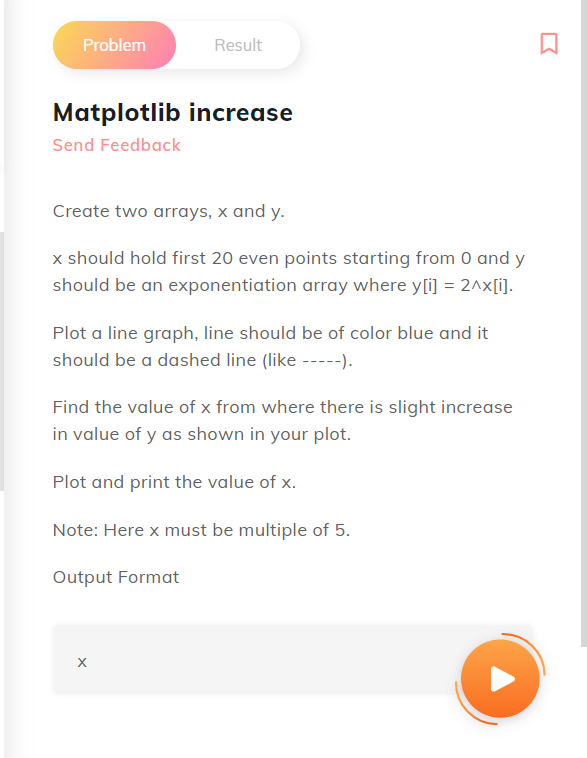 Problem
Result
Matplotlib increase
Send Feedback
Create two arrays, x and y.
x should hold first 20 even points starting from 0 and y
should be an exponentiation array where y[i] = 2^x[i].
Plot a line graph, line should be of color blue and it
should be a dashed line (like -----).
Find the value of x from where there is slight increase
in value of y as shown in your plot.
Plot and print the value of x.
Note: Here x must be multiple of 5.
Output Format
x